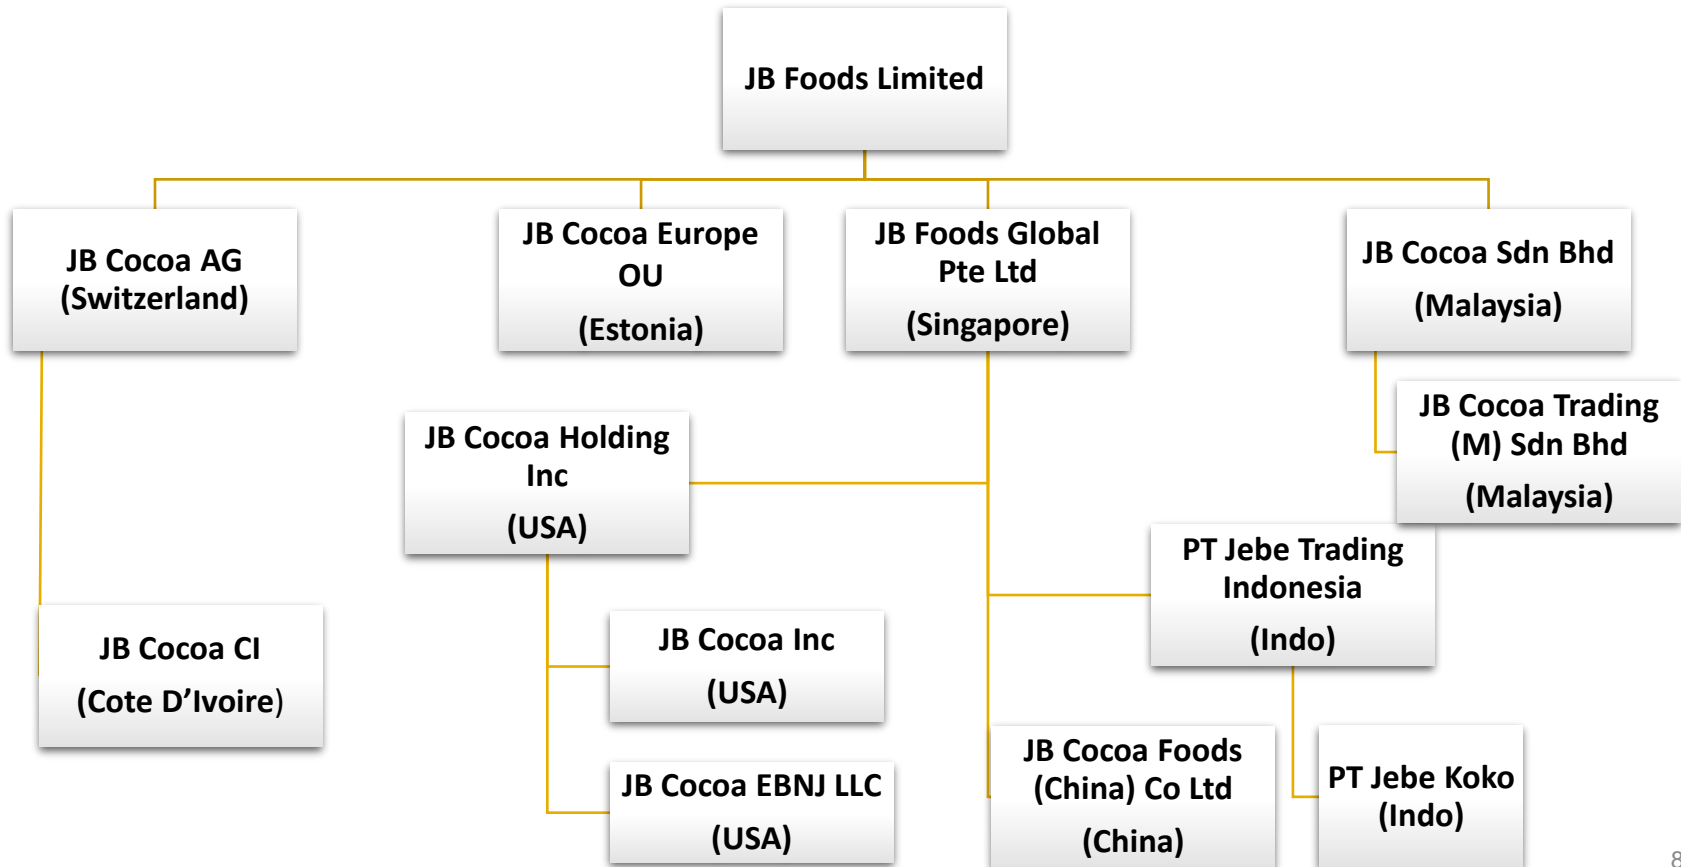 JB Foods Limited
JB Cocoa AG
(Switzerland)
JB Cocoa Europe
OU
(Estonia)
JB Foods Global
Pte Ltd
(Singapore)
JB Cocoa Sdn Bhd
(Malaysia)
JB Cocoa Trading
(M) Sdn Bhd
(Malaysia)
JB Cocoa Holding
Inc
(USA)
PT Jebe Trading
Indonesia
(Indo)
JB Cocoa CI
(Cote D’Ivoire)
JB Cocoa Inc
(USA)
JB Cocoa EBNJ LLC
(USA)
JB Cocoa Foods
(China) Co Ltd
(China)
PT Jebe Koko
(Indo)
8